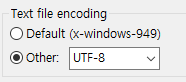 Text file encoding
Default (x-windows-949)
Other: UTF-8